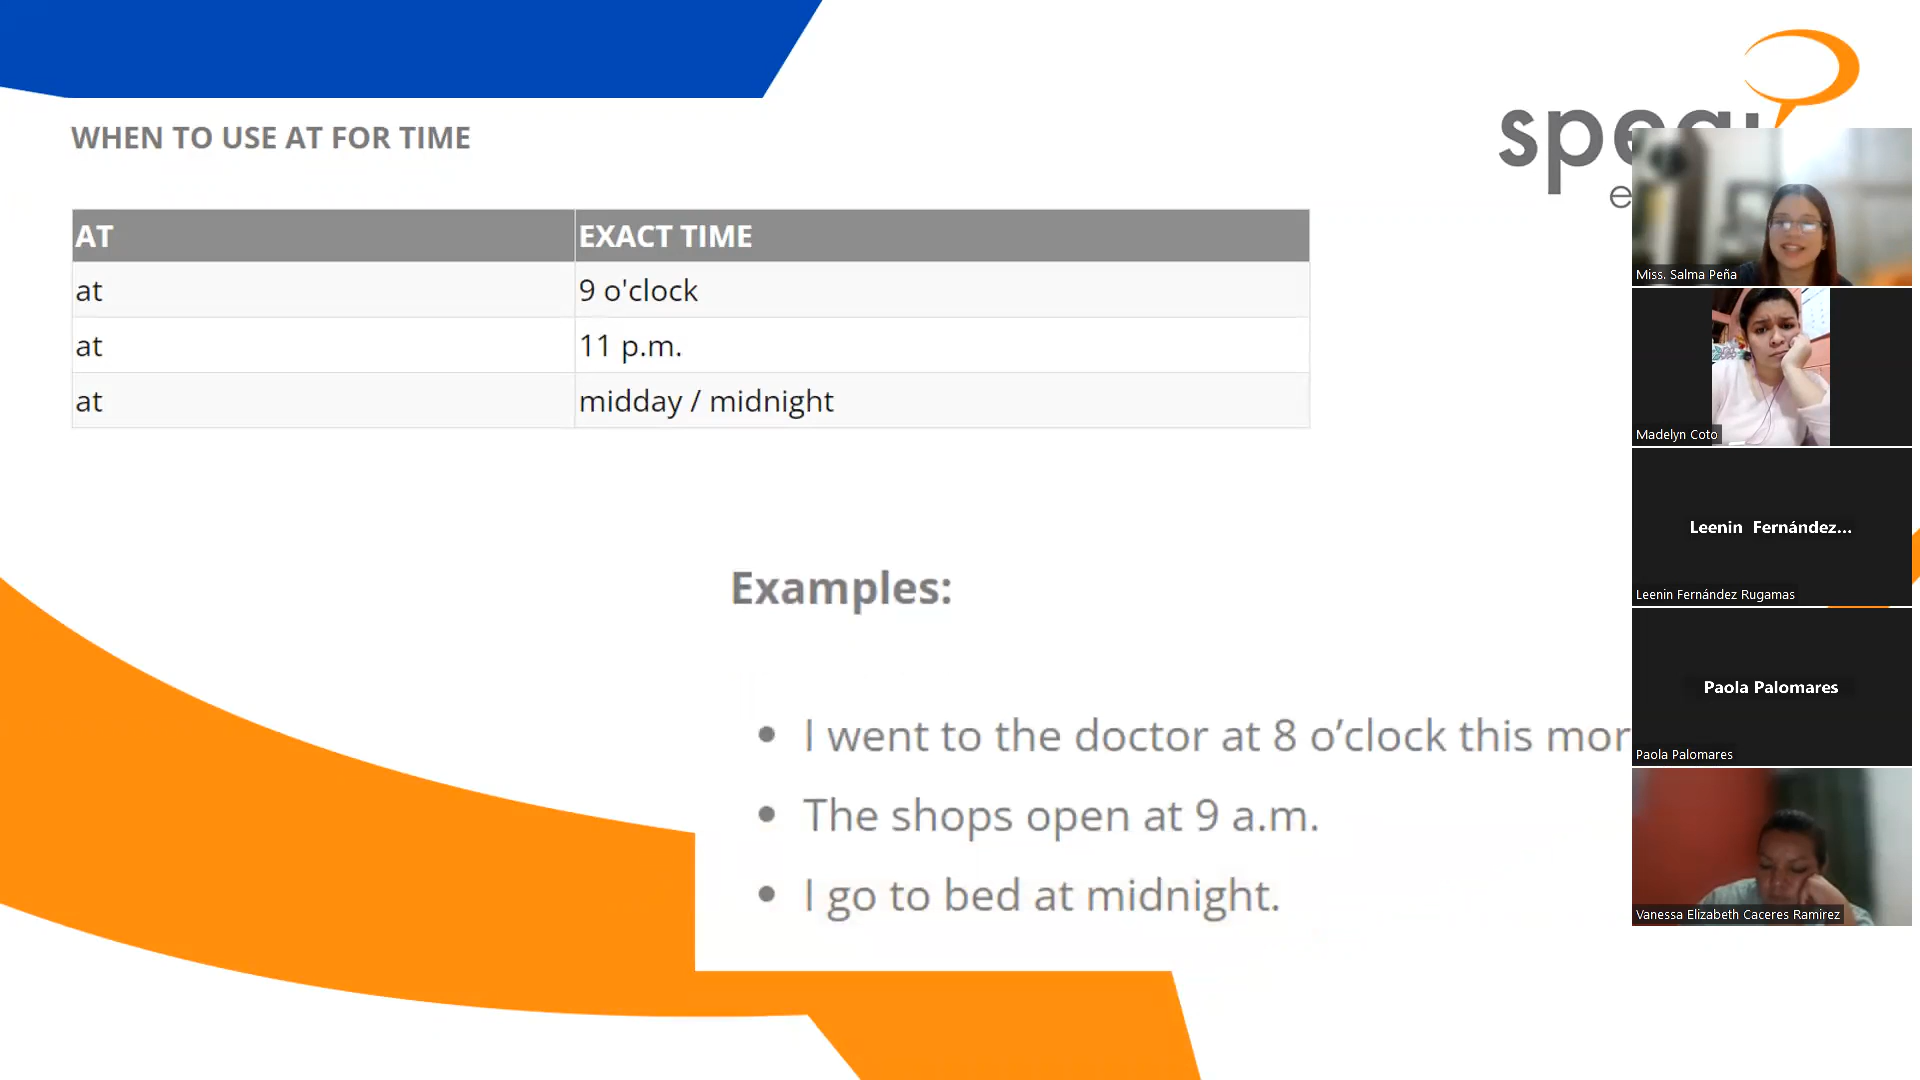 WHEN TO USE AT FOR TIME
AT EXACT TIME
at 9 o'clock
at 11 p.m.
at midday / midnight
Examples:
• I went to the doctor at 8 o’clock this mor
• The shops open at 9 a.m.
• I go to bed at midnight.
Miss. Salma Peña
Madelyn Coto
Leenin Fernández...
Leenin Fernández Rugamas
Paola Palomares
Paola Palomares
Vanessa Elizabeth Caceres Ramirez